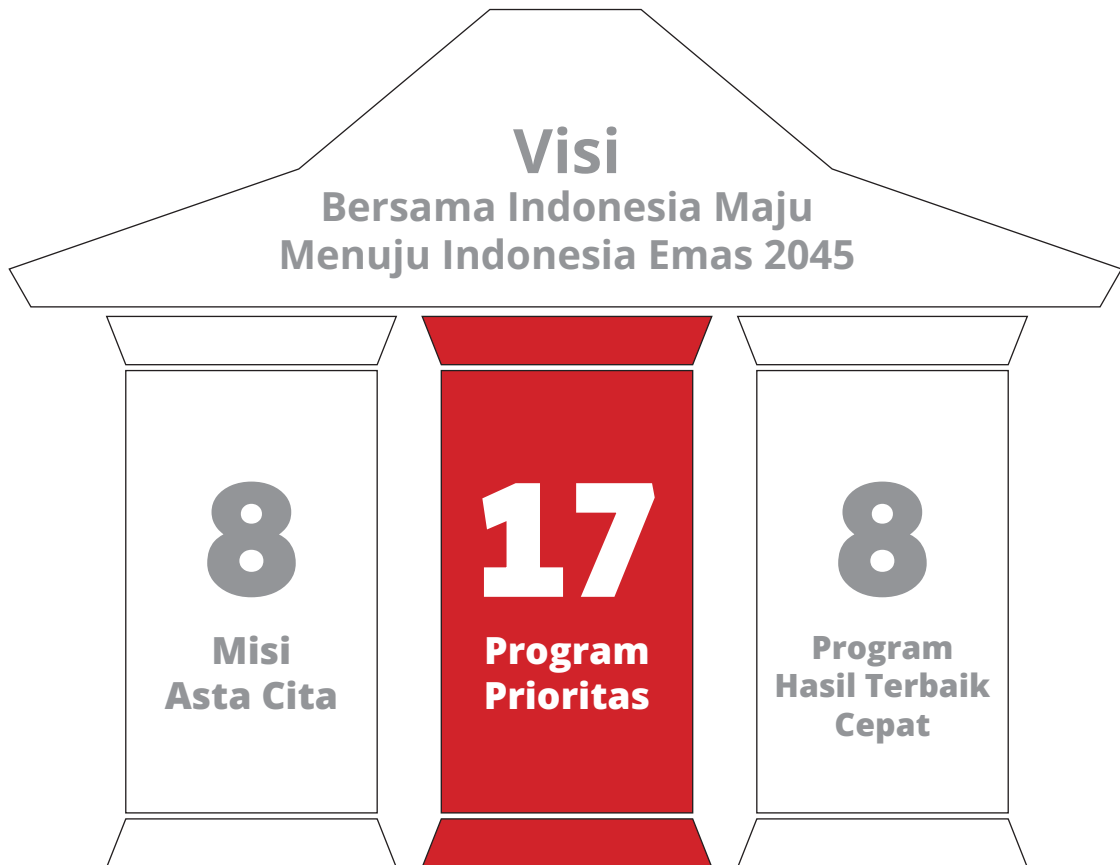 Visi
Bersama Indonesia Maju
Menuju Indonesia Emas 2045
8
Misi
Asta Cita
17
Program
Prioritas
8
Program
Hasil Terbaik
Cepat